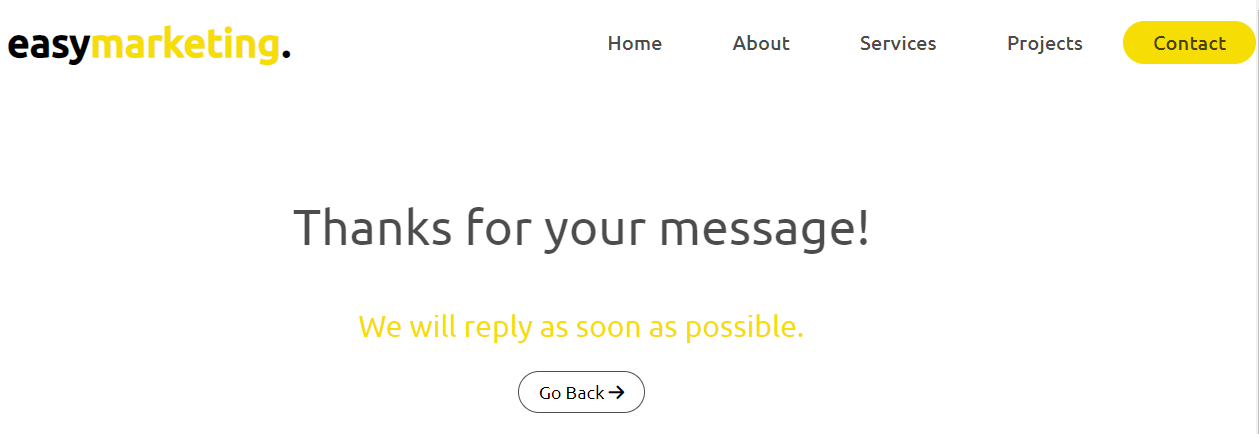 easymarketing.
Home About Services Projects Contact
Thanks for your message!
We will reply as soon as possible.
Go Back →